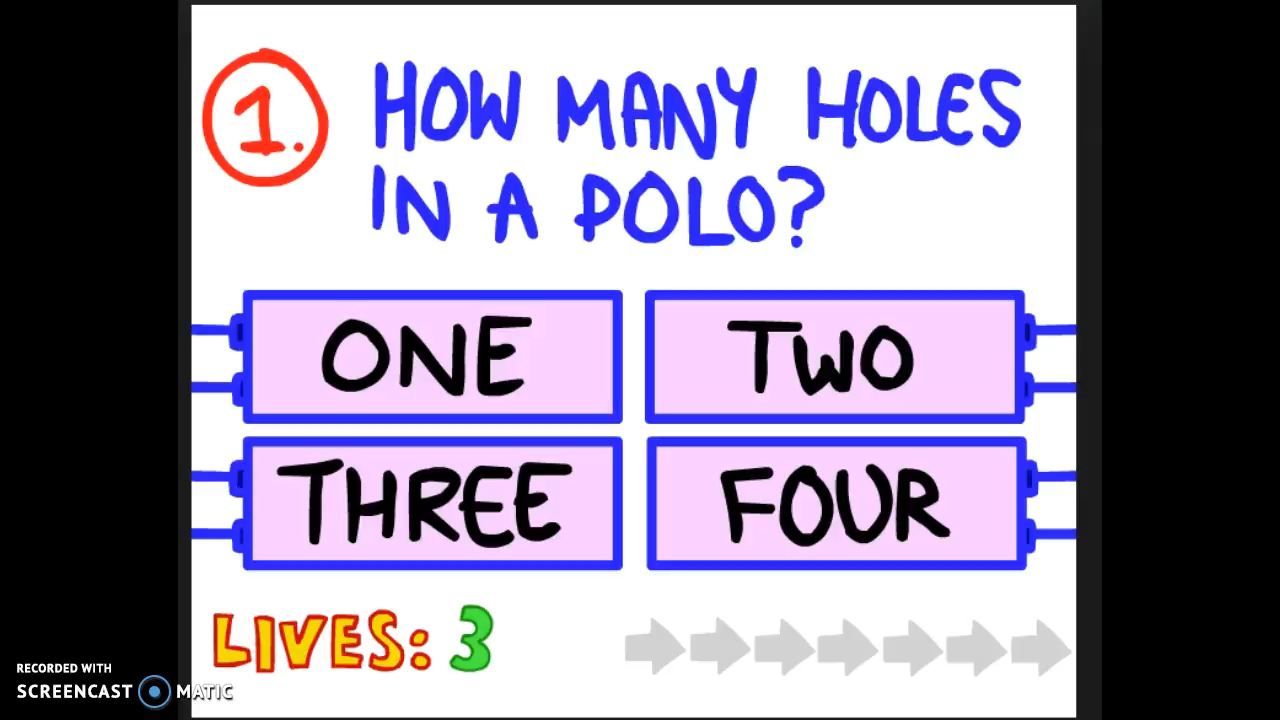 1.
HOW MANY HOLES
IN A POLO?
ONE
TWO
THREE
FOUR
LIVES: 3
RECORDED WITH
SCREENCAST MATIC